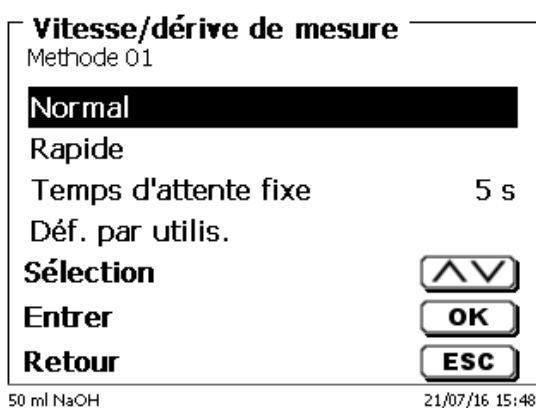 Vitesse/dérive de mesure
Methode 01
Normal
Rapide
Temps d'attente fixe 5 s
Déf. par utilis.
Sélection
Entrer OK
Retour ESC
50 ml NaOH 21/07/16 15:48